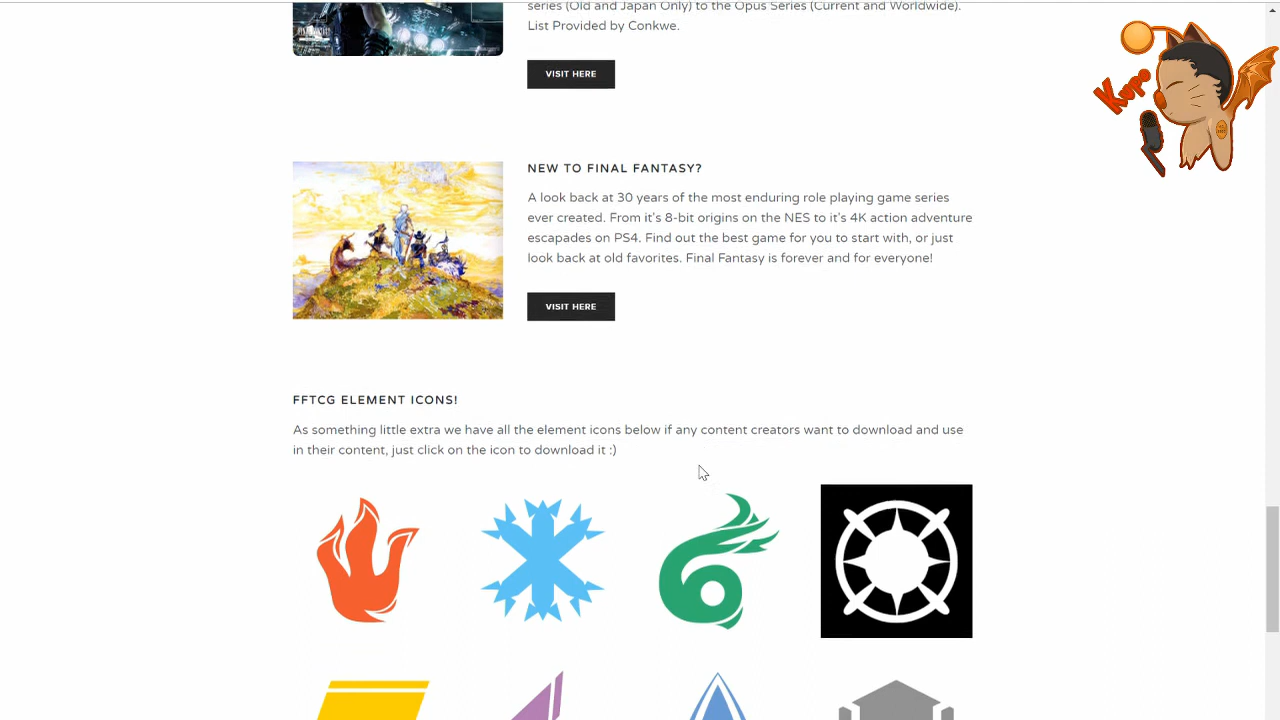 series (Old and Japan Only) to the Opus Series (Current and Worldwide).
List Provided by Conkwe.
VISIT HERE
Kupo
NEW TO FINAL FANTASY?
A look back at 30 years of the most enduring role playing game series
ever created. From it's 8-bit origins on the NES to it's 4K action adventure
escapades on PS4. Find out the best game for you to start with, or just
look back at old favorites. Final Fantasy is forever and for everyone!
VISIT HERE
FFTCG ELEMENT ICONS!
As something little extra we have all the element icons below if any content creators want to download and use
in their content, just click on the icon to download it :)